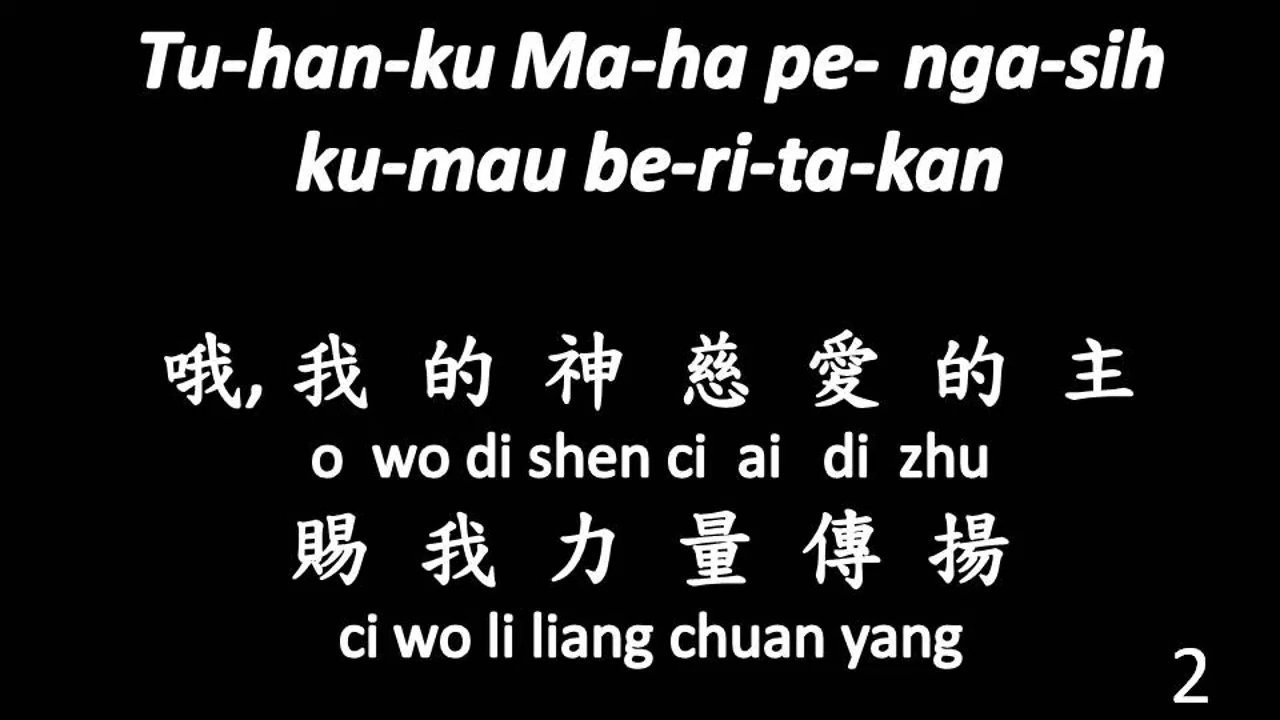 Tu-han-ku Ma-ha pe- nga-sih
ku-mau be-ri-ta-kan
哦, 我 的 神 慈 愛 的 主
o wo di shen ci ai di zhu
賜 我 力 量 傳 揚
ci wo li liang chuan yang
2